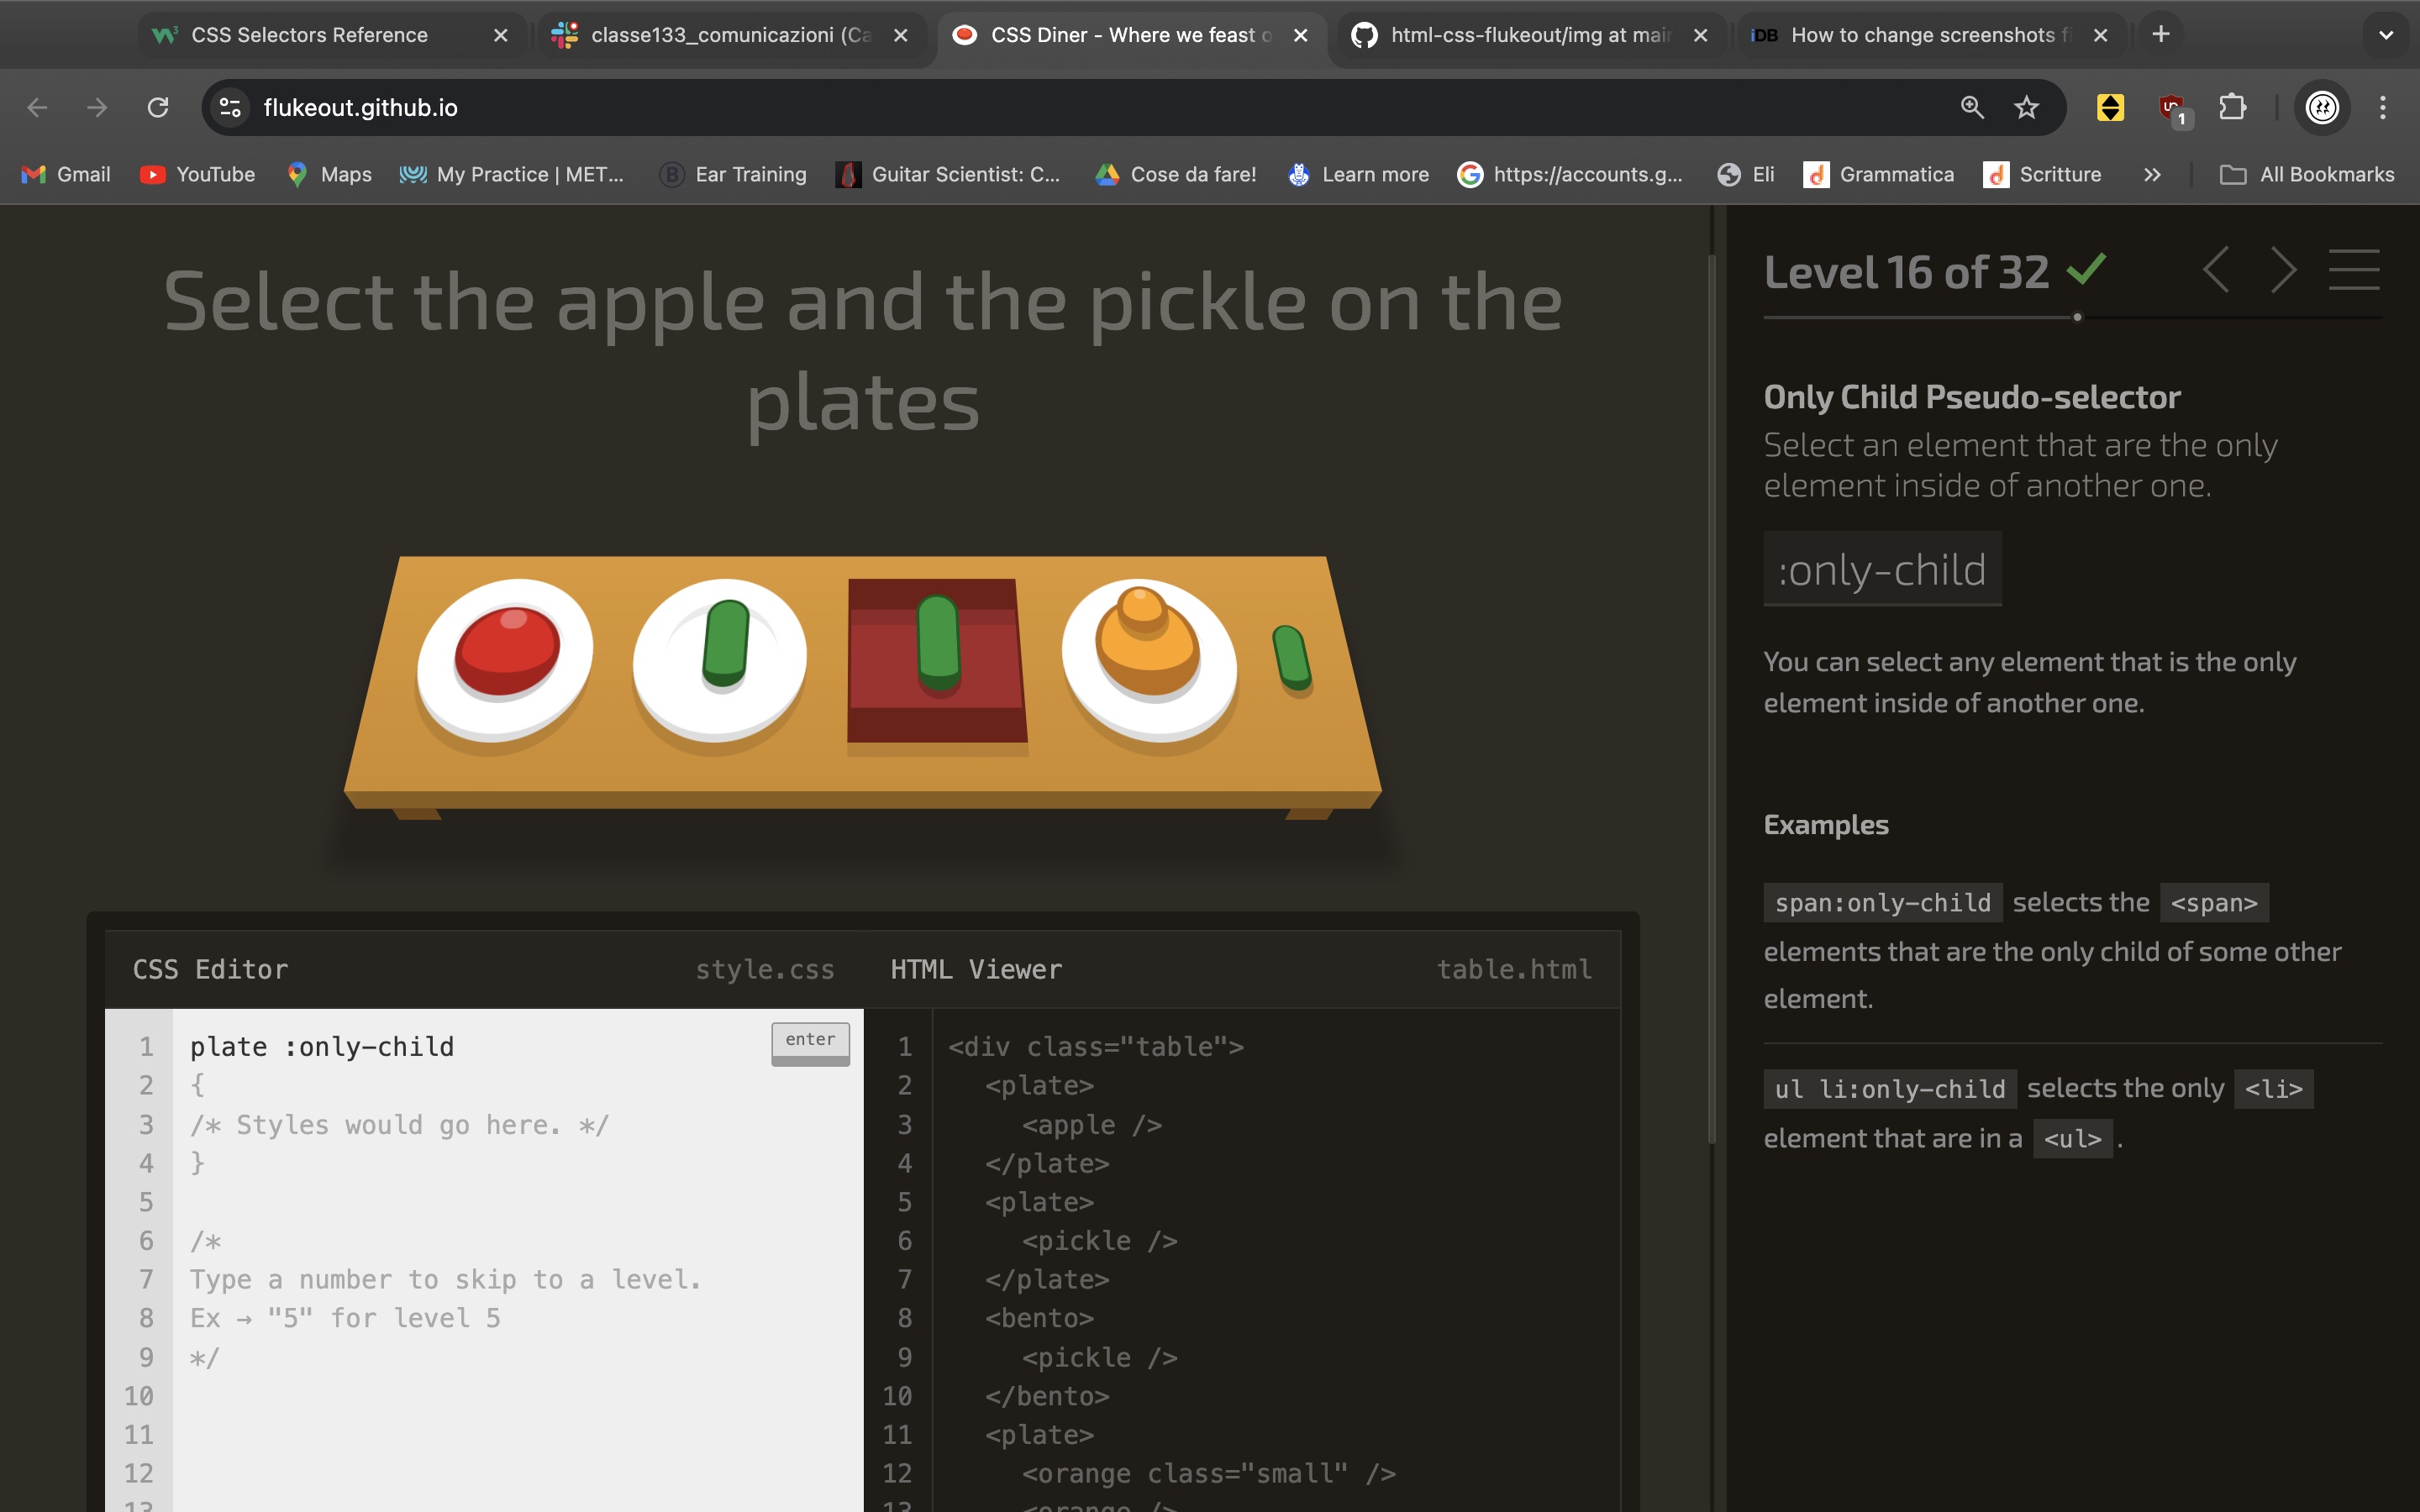 CSS Selectors Reference
classe133_comunicazioni (Ca
CSS Diner - Where we feast o
html-css-flukeout/img at main
How to change screenshots f
flukeout.github.io
1
Gmail
YouTube
Maps
My Practice | MET...
Ear Training
Guitar Scientist: C...
Cose da fare!
Learn more
https://accounts.g...
Eli
Grammatica
Scritture
All Bookmarks
Select the apple and the pickle on the
plates
Level 16 of 32
Only Child Pseudo-selector
Select an element that are the only
element inside of another one.
:only-child
You can select any element that is the only
element inside of another one.
Examples
span:only-child selects the <span>
elements that are the only child of some other
element.
ul li:only-child selects the only <li>
element that are in a <ul> .
CSS Editor
style.css
1 plate :only-child
enter
2 {
3 /* Styles would go here. */
4 }
5
6 /*
7 Type a number to skip to a level.
8 Ex → "5" for level 5
9 */
10
11
12
13
HTML Viewer
table.html
1 <div class="table">
2 <plate>
3 <apple />
4 </plate>
5 <plate>
6 <pickle />
7 </plate>
8 <bento>
9 <pickle />
10 </bento>
11 <plate>
12 <orange class="small" />
13 <orange />